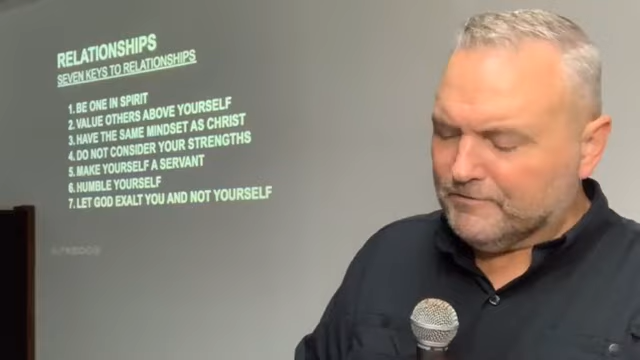 RELATIONSHIPS
SEVEN KEYS TO RELATIONSHIPS
1. BE ONE IN SPIRIT
2. VALUE OTHERS ABOVE YOURSELF
3. HAVE THE SAME MINDSET AS CHRIST
4. DO NOT CONSIDER YOUR STRENGTHS
5. MAKE YOURSELF A SERVANT
6. HUMBLE YOURSELF
7. LET GOD EXALT YOU AND NOT YOURSELF